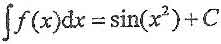 ∫f(x)dx = sin(x²) + C